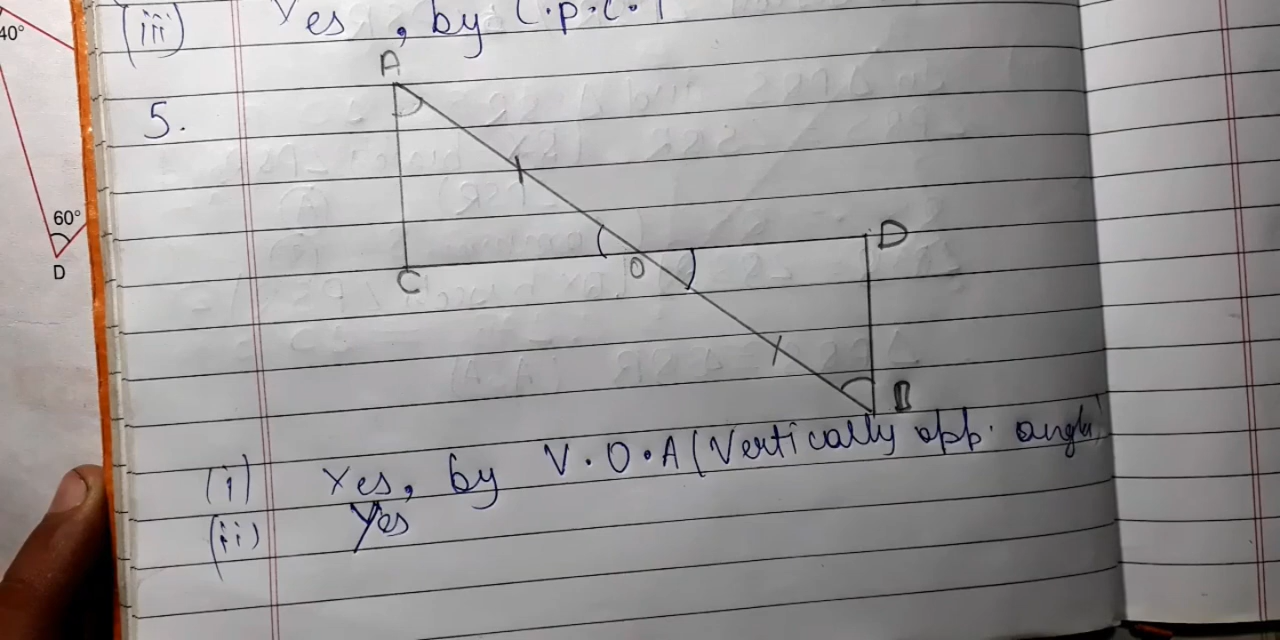 40°
60°
D
(iii) Yes, by C.p.c.
5.
A
D
O
C
B
(i) Yes, by V.O.A (Vertically opp. angle)
(ii) Yes